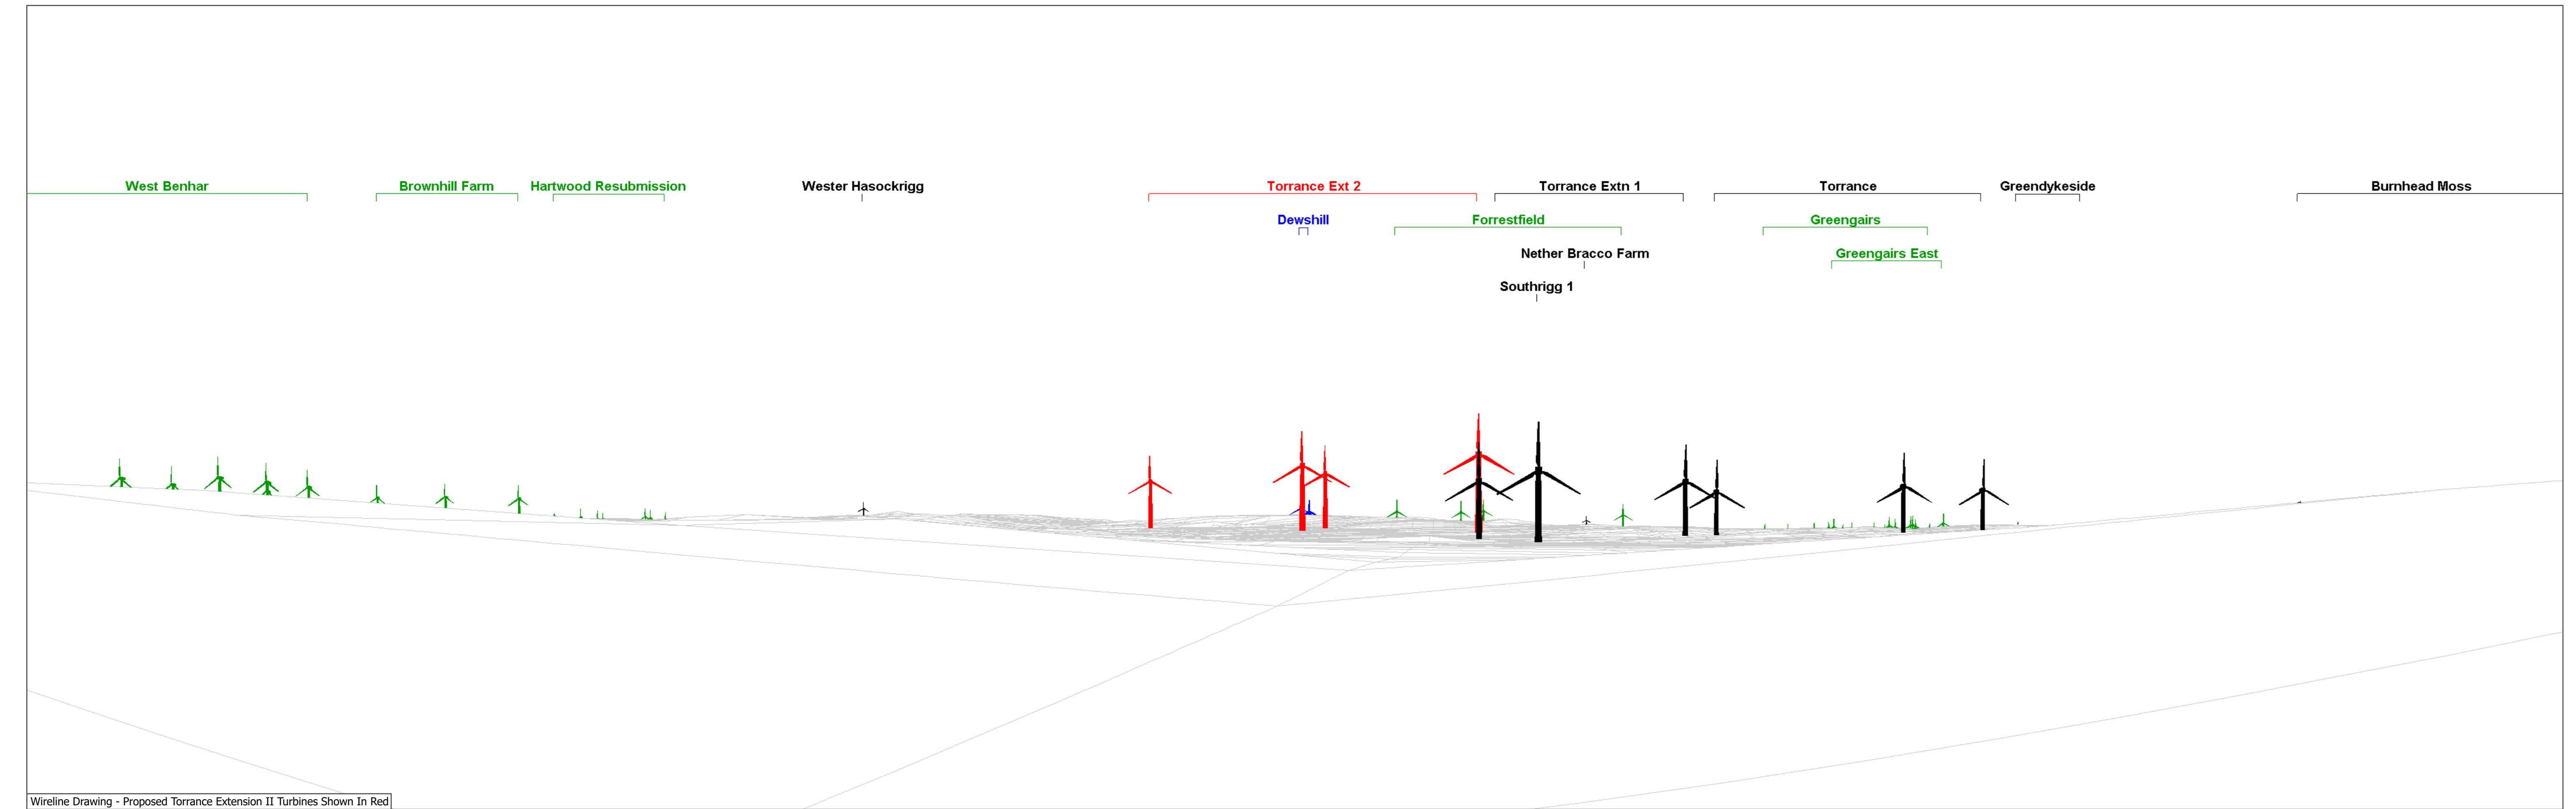 West Benhar
Brownhill Farm
Hartwood Resubmission
Wester Hasockrigg
Torrance Ext 2
Torrance Extn 1
Torrance
Greendykeside
Burnhead Moss
Dewshill
Forrestfield
Greengairs
Nether Bracco Farm
Greengairs East
Southrigg 1
Wireline Drawing - Proposed Torrance Extension II Turbines Shown In Red